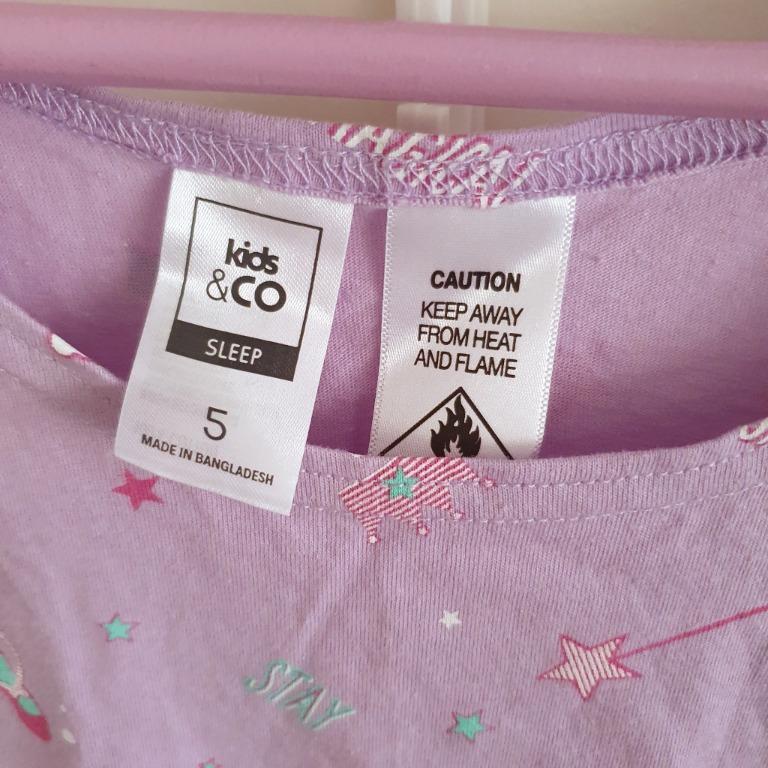 kids
&CO
SLEEP
5
MADE IN BANGLADESH
CAUTION
KEEP AWAY
FROM HEAT
AND FLAME
STAY